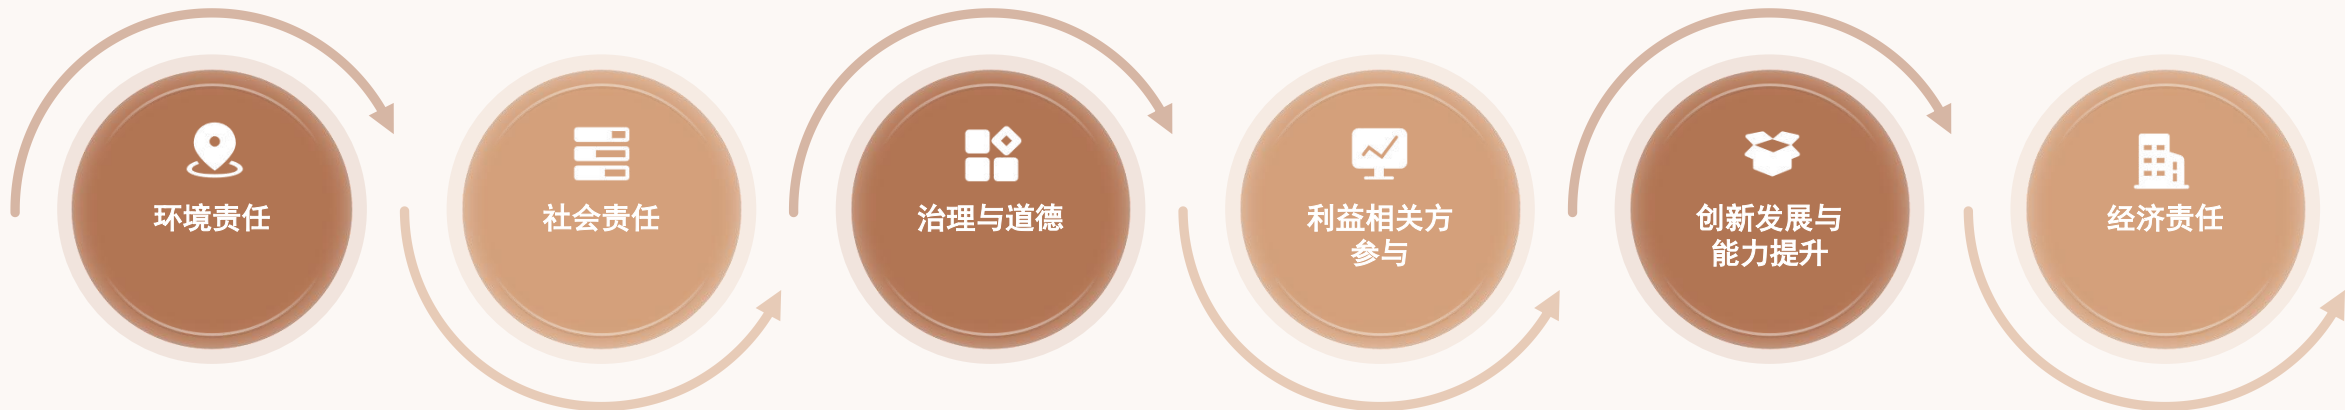 环境责任
社会责任
治理与道德
利益相关方
参与
创新发展与
能力提升
经济责任